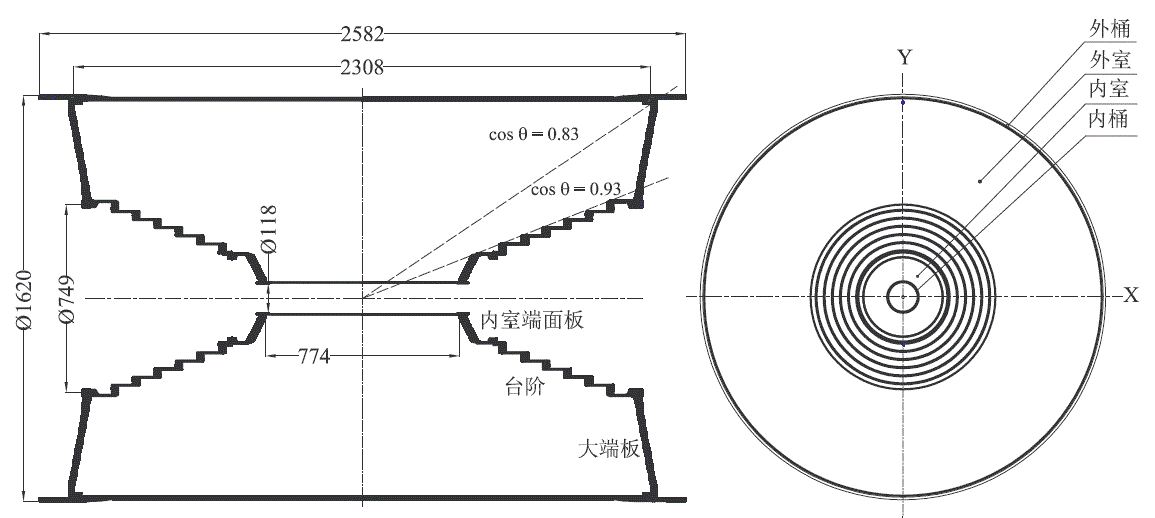 2582
2308
cos θ = 0.83
cos θ = 0.93
Ø118
Ø749
Ø1620
774
内室端面板
台阶
大端板
Y
X
外桶
外室
内室
内桶